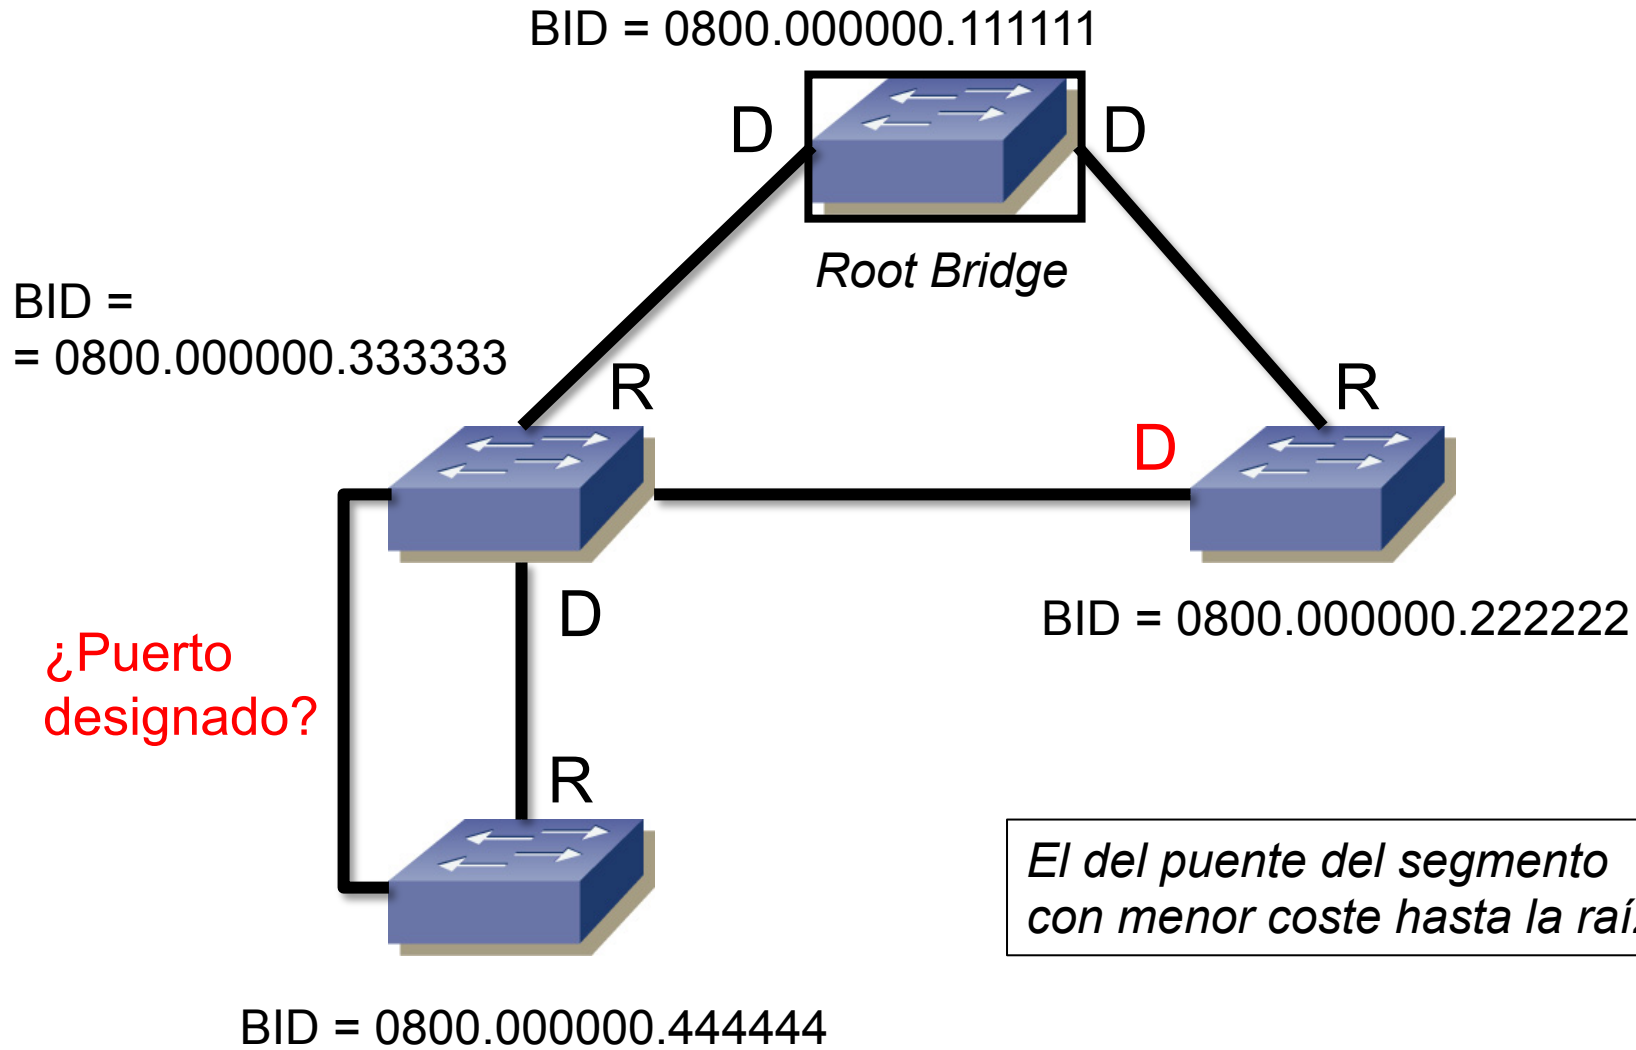 BID = 0800.000000.111111
D
D
Root Bridge
BID =
= 0800.000000.333333
R
R
D
D
BID = 0800.000000.222222
¿Puerto
designado?
R
El del puente del segmento
con menor coste hasta la raíz
BID = 0800.000000.444444